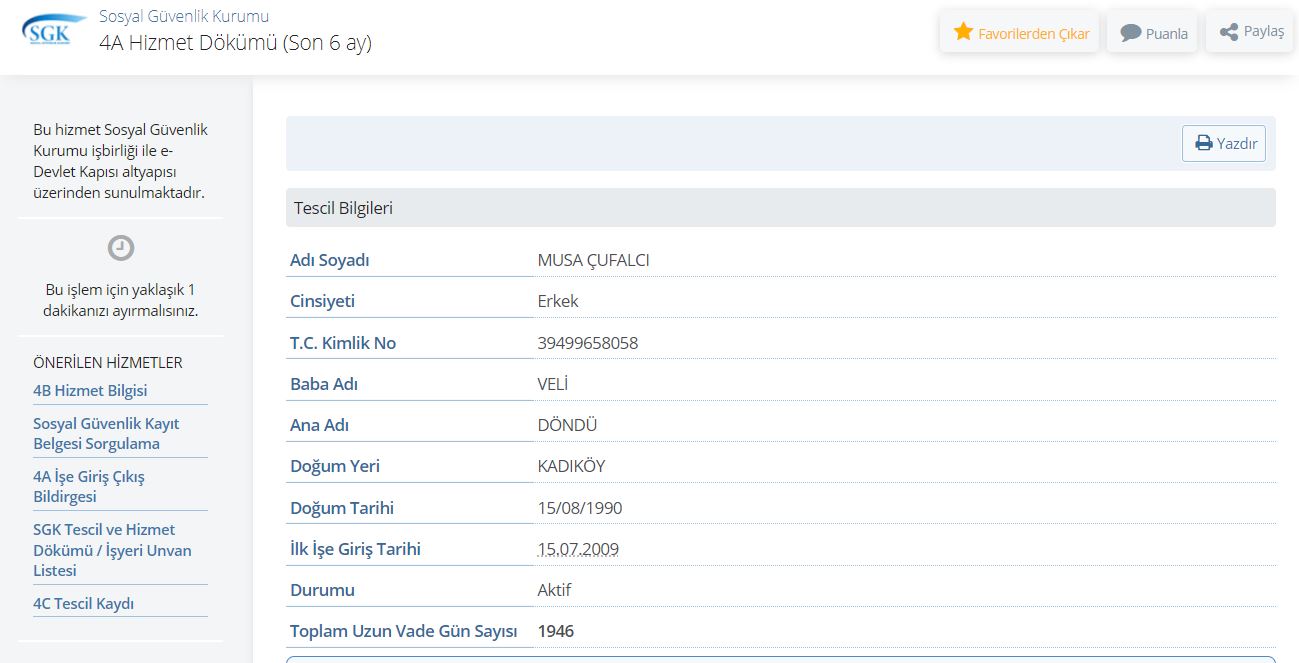 SGK
Sosyal Güvenlik Kurumu
4A Hizmet Dökümü (Son 6 ay)
Favorilerden Çıkar
Puanla
Paylaş
Bu hizmet Sosyal Güvenlik
Kurumu işbirliği ile e-
Devlet Kapısı altyapısı
üzerinden sunulmaktadır.
Bu işlem için yaklaşık 1
dakikanızı ayırmalısınız.
ÖNERİLEN HİZMETLER
4B Hizmet Bilgisi
Sosyal Güvenlik Kayıt
Belgesi Sorgulama
4A İşe Giriş Çıkış
Bildirgesi
SGK Tescil ve Hizmet
Dökümü / İşyeri Unvan
Listesi
4C Tescil Kaydı
Yazdır
Tescil Bilgileri
Adı Soyadı MUSA ÇUFALCI
Cinsiyeti Erkek
T.C. Kimlik No 39499658058
Baba Adı VELİ
Ana Adı DÖNDÜ
Doğum Yeri KADIKÖY
Doğum Tarihi 15/08/1990
İlk İşe Giriş Tarihi 15.07.2009
Durumu Aktif
Toplam Uzun Vade Gün Sayısı 1946